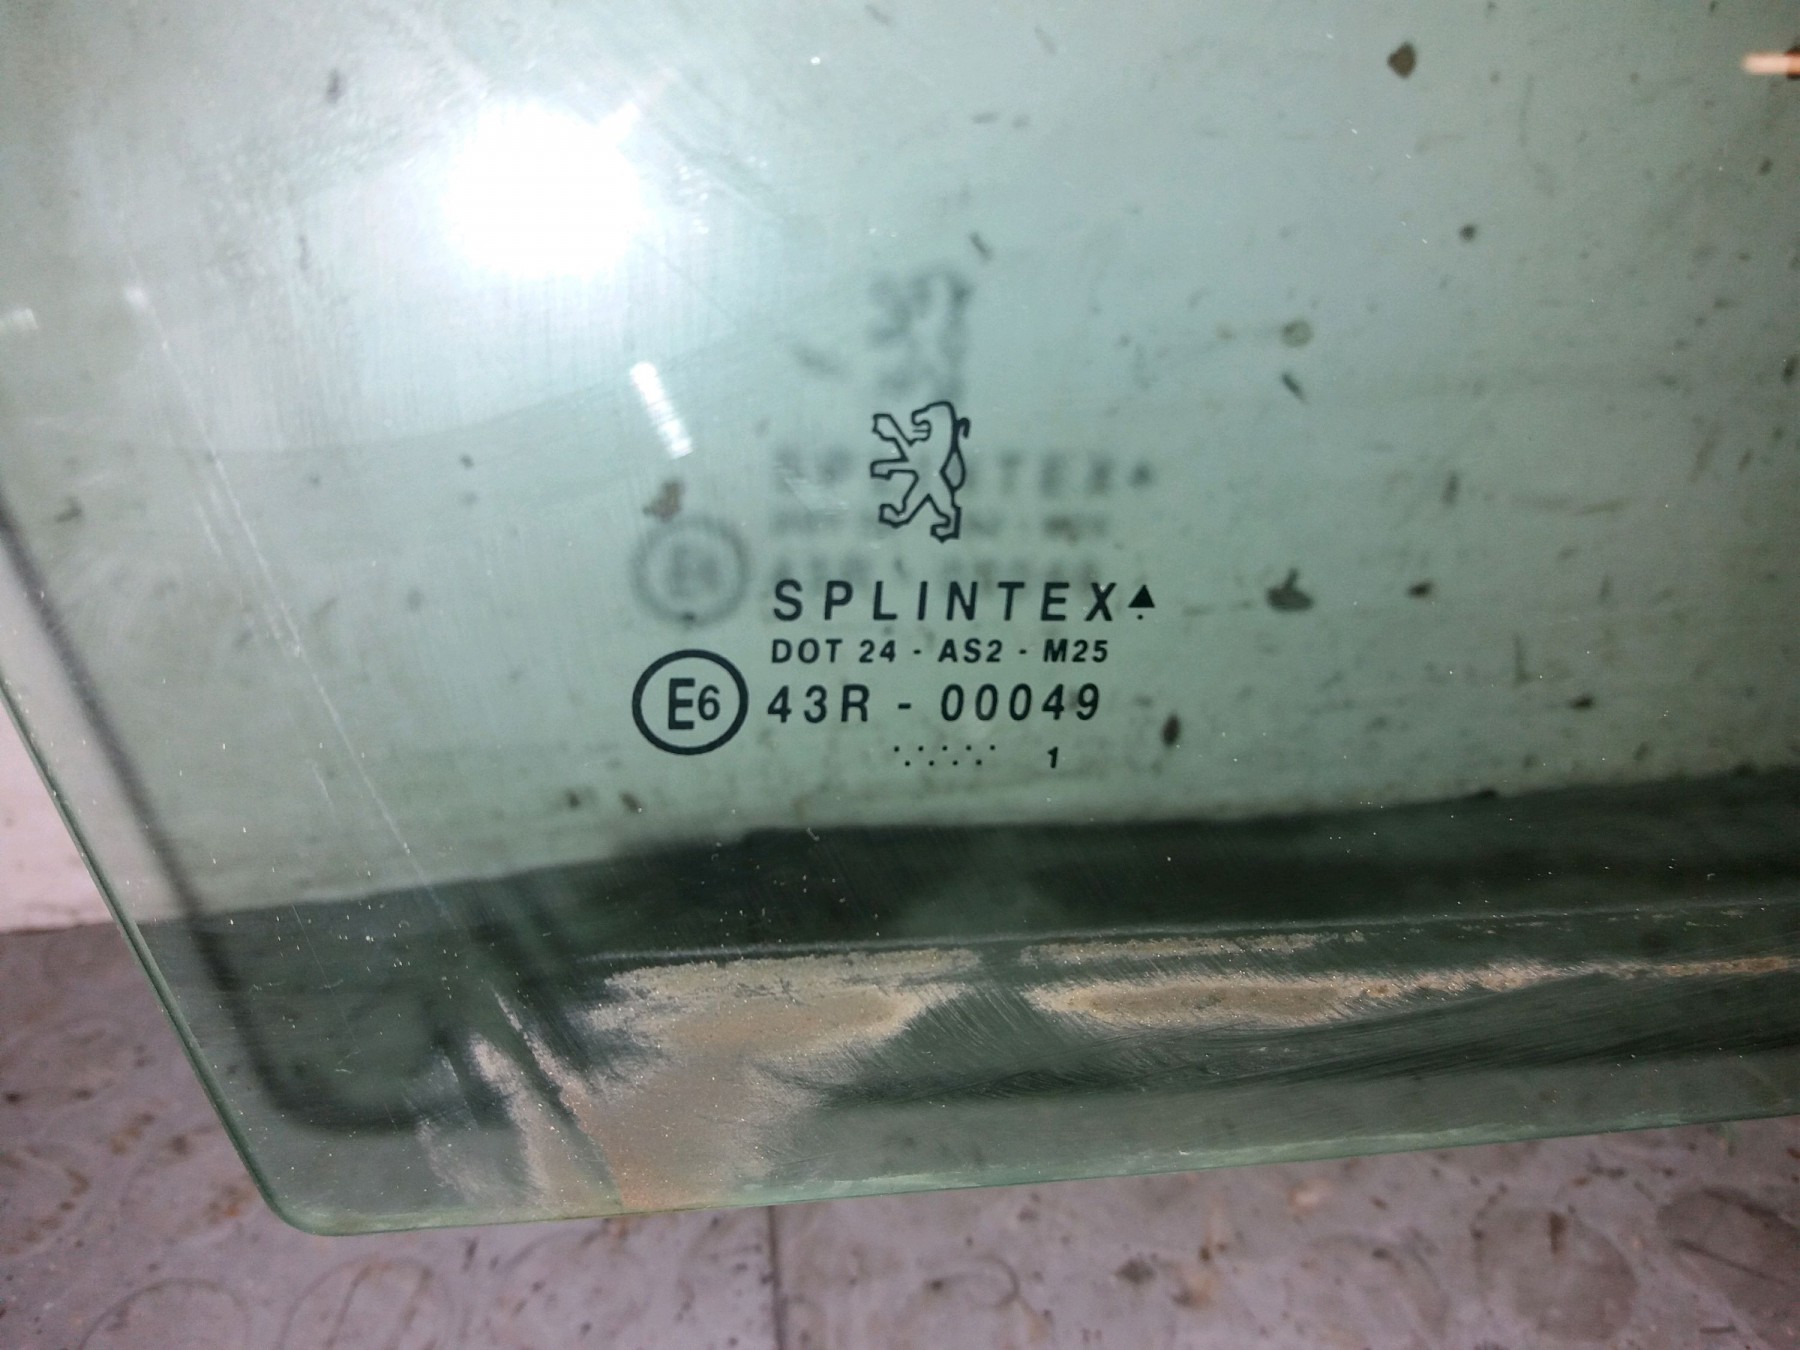 SPLINTEX
DOT 24 - AS2 - M25
E6 43R - 00049
1